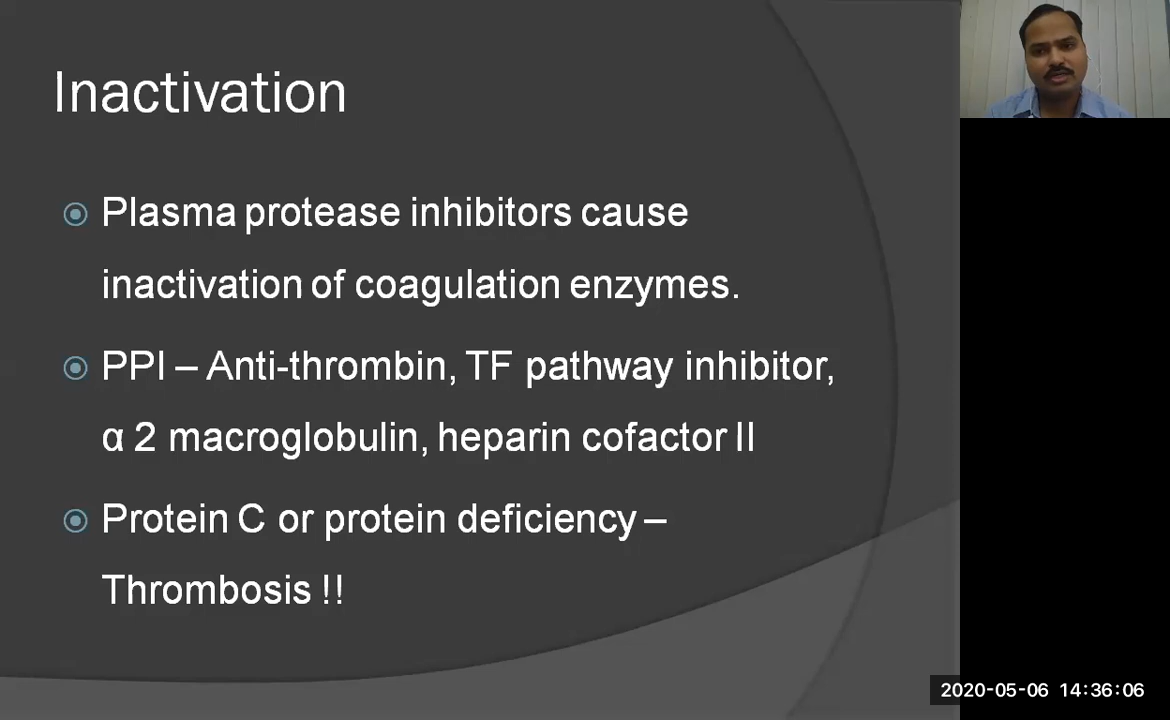 Inactivation
Plasma protease inhibitors cause
inactivation of coagulation enzymes.
PPI – Anti-thrombin, TF pathway inhibitor,
α 2 macroglobulin, heparin cofactor II
Protein C or protein deficiency –
Thrombosis !!
2020-05-06 14:36:06